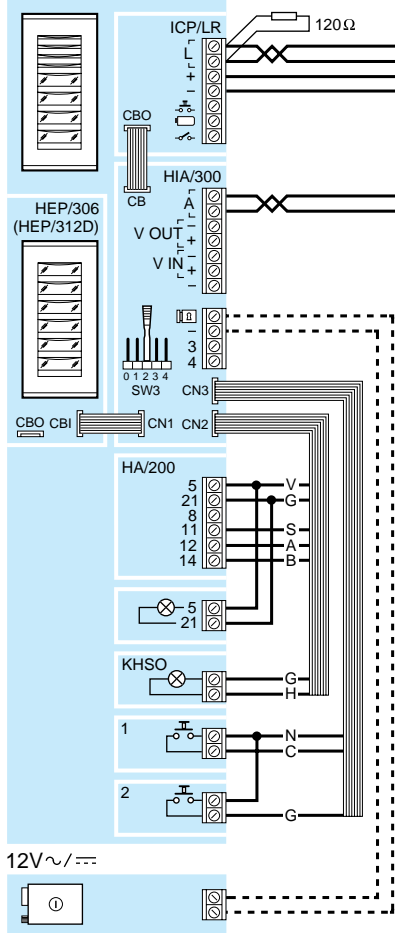 ICP/LR
120Ω
L
+
−
CBO
CB
HIA/300
A
V OUT
−
+
V IN
−
+
−
HEP/306
(HEP/312D)
−
3
4
0 1 2 3 4
SW3
CN3
CBO
CBI
CN1
CN2
HA/200
5
V
21
G
8
11
S
12
A
14
B
5
21
KHSO
G
H
1
N
C
2
G
12V∿/⎓